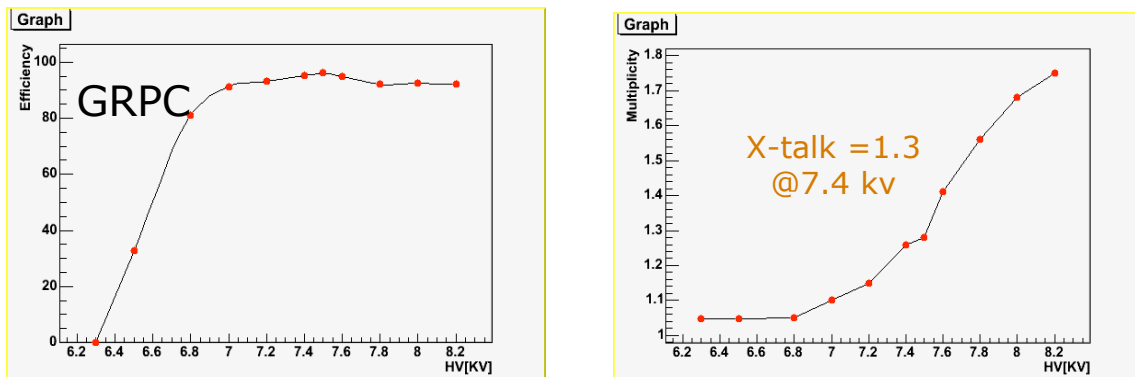 Graph
Efficiency
100
80
60
40
20
0
GRPC
6.2 6.4 6.6 6.8 7 7.2 7.4 7.6 7.8 8 8.2
HV[KV]
Graph
Multiplicity
1.8
1.7
1.6
1.5
1.4
1.3
1.2
1.1
1
X-talk =1.3
@7.4 kv
6.2 6.4 6.6 6.8 7 7.2 7.4 7.6 7.8 8 8.2
HV[KV]